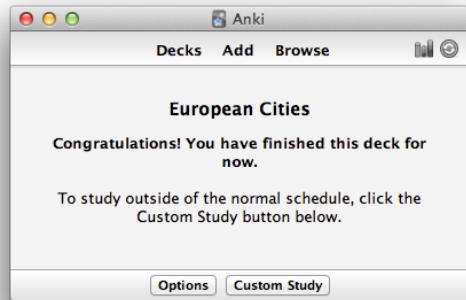 Anki
Decks Add Browse
European Cities
Congratulations! You have finished this deck for
now.
To study outside of the normal schedule, click the
Custom Study button below.
Options Custom Study